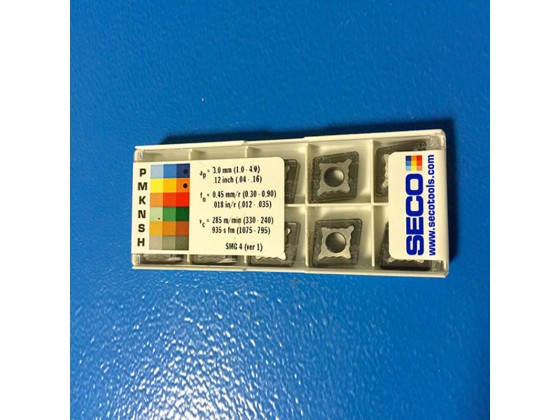 P
M
K
N
S
H
ap = 3.0 mm (1.0 - 4.0)
.12 inch (.04 - .16)
fn = 0.45 mm/r (0.30 - 0.90)
.018 in/r (.012 - .035)
vc = 285 m/min (330 - 240)
935 s fm (1075 - 795)
SMG 4 (ver 1)
SECO
www.secotools.com